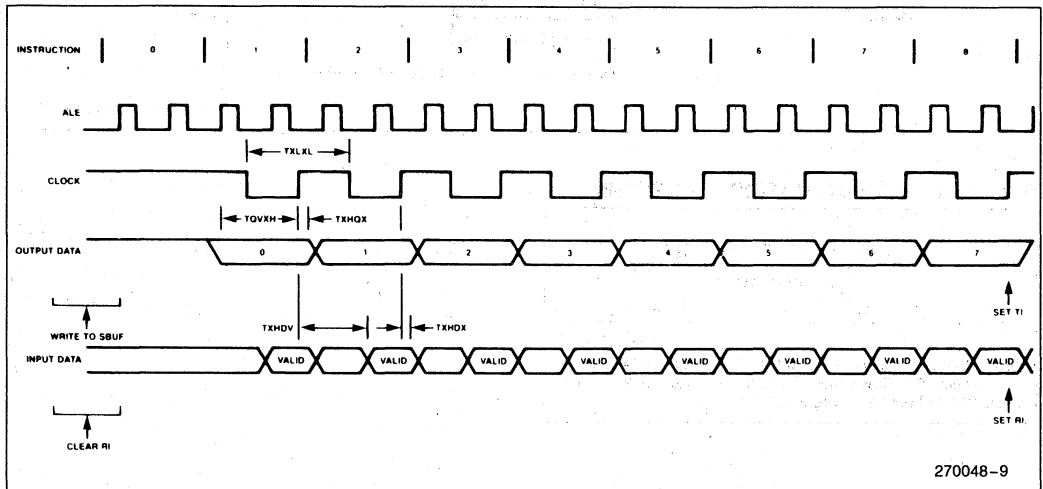 INSTRUCTION 0 1 2 3 4 5 6 7 8
ALE
TXLXL
CLOCK
TQVXH TXHQX
OUTPUT DATA 0 1 2 3 4 5 6 7
SET TI
WRITE TO SBUF
TXHDV TXHDX
INPUT DATA VALID VALID VALID VALID VALID VALID VALID VALID
SET RI
CLEAR RI
270048-9